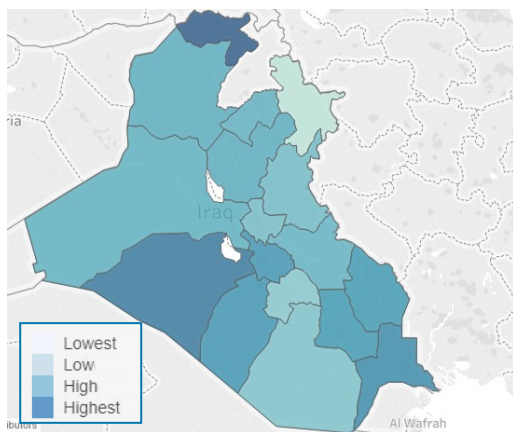 ria
Iraq
Lowest
Low
High
Highest
ibutors
Al Wafrah